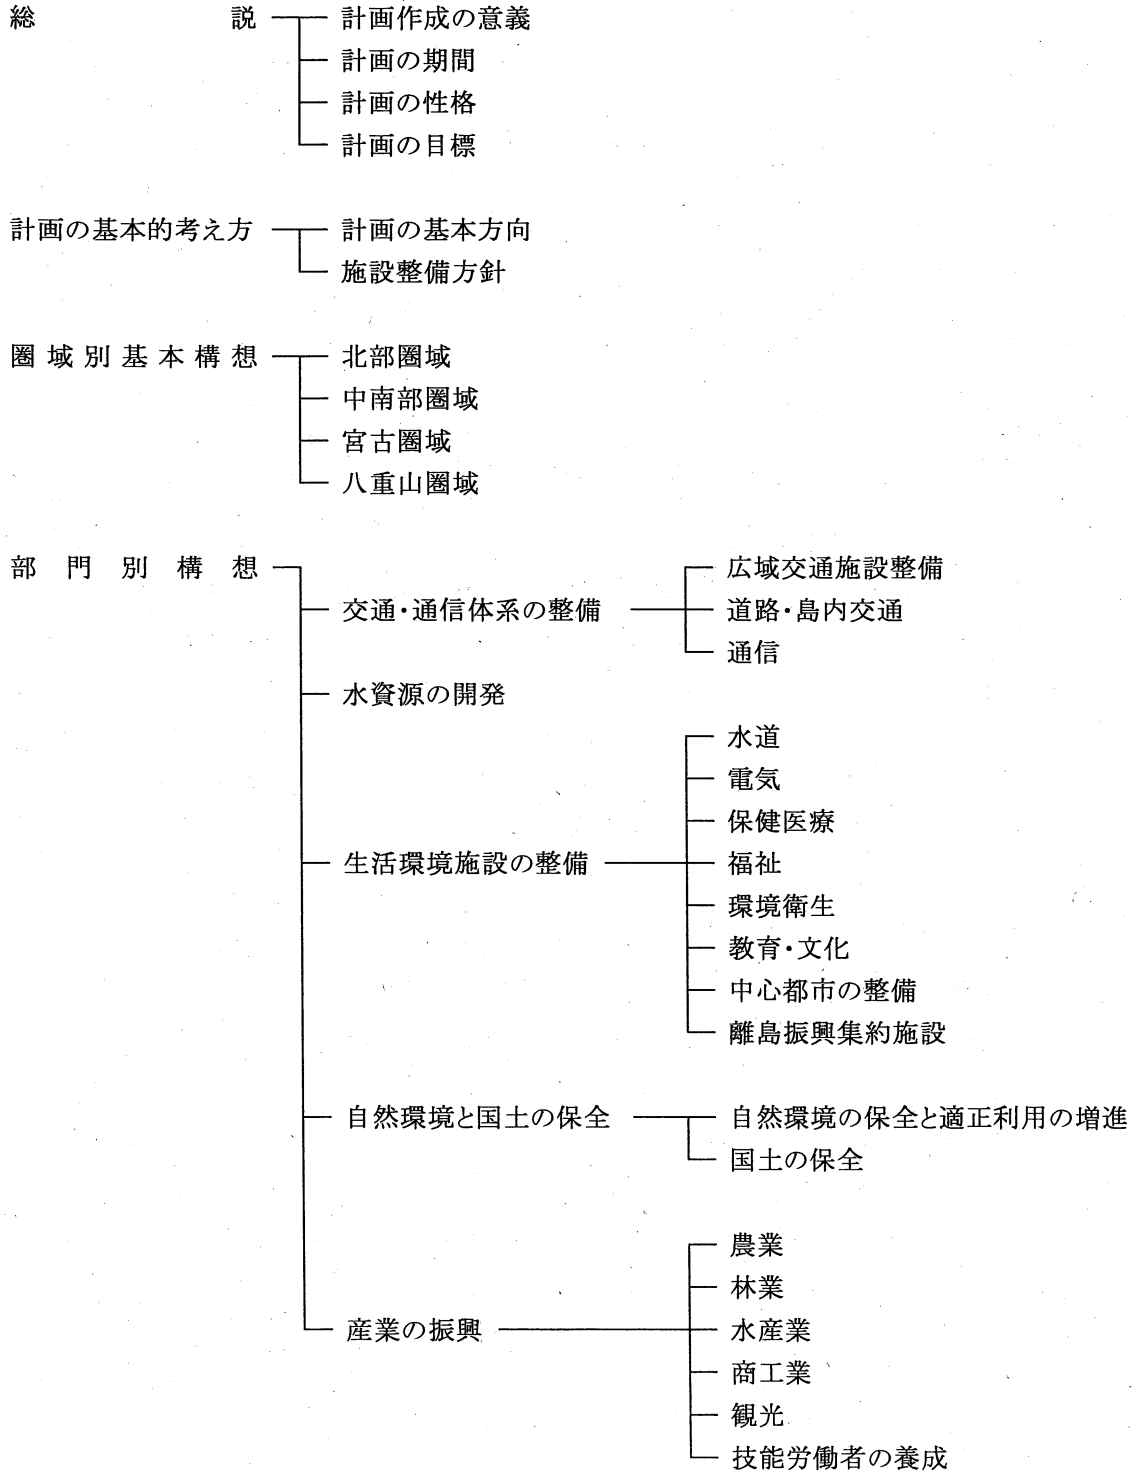 総説 計画作成の意義
計画の期間
計画の性格
計画の目標
計画の基本的考え方 計画の基本方向
施設整備方針
圏域別基本構想 北部圏域
中南部圏域
宮古圏域
八重山圏域
部門別構想
交通・通信体系の整備
広域交通施設整備
道路・島内交通
通信
水資源の開発
生活環境施設の整備
水道
電気
保健医療
福祉
環境衛生
教育・文化
中心都市の整備
離島振興集約施設
自然環境と国土の保全
自然環境の保全と適正利用の増進
国土の保全
産業の振興
農業
林業
水産業
商工業
観光
技能労働者の養成